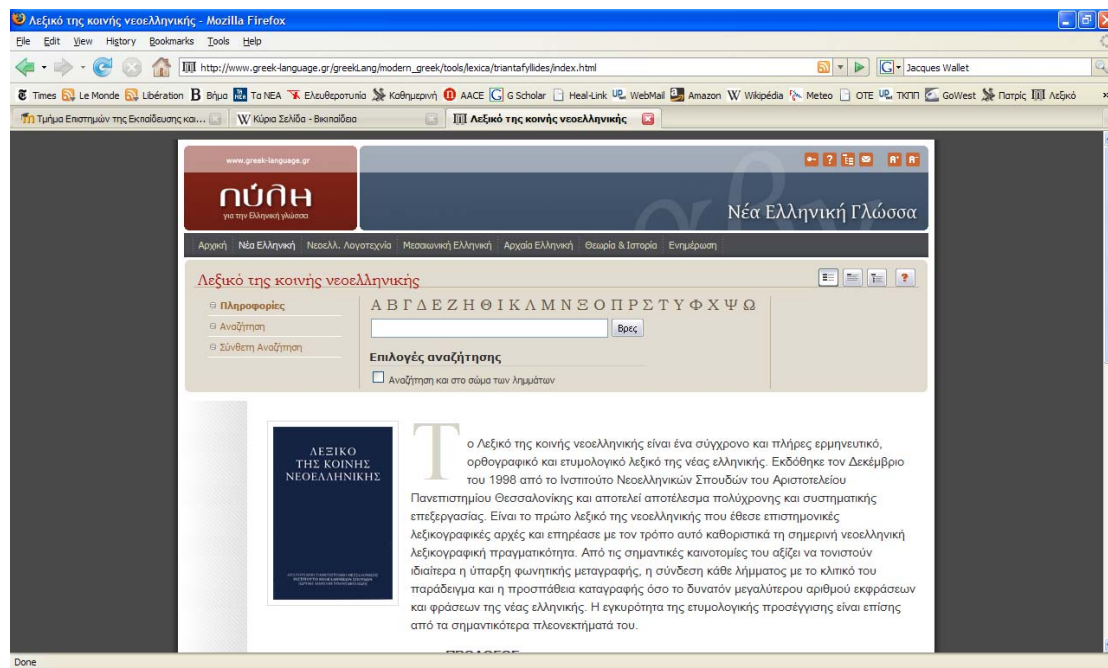 Λεξικό της κοινής νεοελληνικής - Mozilla Firefox
File Edit View History Bookmarks Tools Help
http://www.greek-language.gr/greekLang/modern_greek/tools/lexica/triantafyllides/index.html Jacques Wallet
Times Le Monde Libération Βήμα Τα ΝΕΑ Ελευθεροτυπία Καθημερινή AACE G Scholar Heal-Link WebMail Amazon Wikipédia Meteo OTE ΤΚΠΠ GoWest Πατρίς Λεξικό
Τμήμα Επιστημών της Εκπαίδευσης και... Κύρια Σελίδα - Βικιπαίδεια Λεξικό της κοινής νεοελληνικής
www.greek-language.gr
πύλη
για την Ελληνική γλώσσα
Νέα Ελληνική Γλώσσα
Αρχική Νέα Ελληνική Νεοελλ. Λογοτεχνία Μεσαιωνική Ελληνική Αρχαία Ελληνική Θεωρία & Ιστορία Ενημέρωση
Λεξικό της κοινής νεοελληνικής
Πληροφορίες
Αναζήτηση
Σύνθετη Αναζήτηση
Α Β Γ Δ Ε Ζ Η Θ Ι Κ Λ Μ Ν Ξ Ο Π Ρ Σ Τ Υ Φ Χ Ψ Ω
Βρες
Επιλογές αναζήτησης
Αναζήτηση και στο σώμα των λημμάτων
ΛΕΞΙΚΟ
ΤΗΣ ΚΟΙΝΗΣ
ΝΕΟΕΛΛΗΝΙΚΗΣ
Το Λεξικό της κοινής νεοελληνικής είναι ένα σύγχρονο και πλήρες ερμηνευτικό,
ορθογραφικό και ετυμολογικό λεξικό της νέας ελληνικής. Εκδόθηκε τον Δεκέμβριο
του 1998 από το Ινστιτούτο Νεοελληνικών Σπουδών του Αριστοτελείου
Πανεπιστημίου Θεσσαλονίκης και αποτελεί αποτέλεσμα πολύχρονης και συστηματικής
επεξεργασίας. Είναι το πρώτο λεξικό της νεοελληνικής που έθεσε επιστημονικές
λεξικογραφικές αρχές και επηρέασε με τον τρόπο αυτό καθοριστικά τη σημερινή νεοελληνική
λεξικογραφική πραγματικότητα. Από τις σημαντικές καινοτομίες του αξίζει να τονιστούν
ιδιαίτερα η ύπαρξη φωνητικής μεταγραφής, η σύνδεση κάθε λήμματος με το κλιτικό του
παράδειγμα και η προσπάθεια καταγραφής όσο το δυνατόν μεγαλύτερου αριθμού εκφράσεων
και φράσεων της νέας ελληνικής. Η εγκυρότητα της ετυμολογικής προσέγγισης είναι επίσης
από τα σημαντικότερα πλεονεκτήματά του.
Done